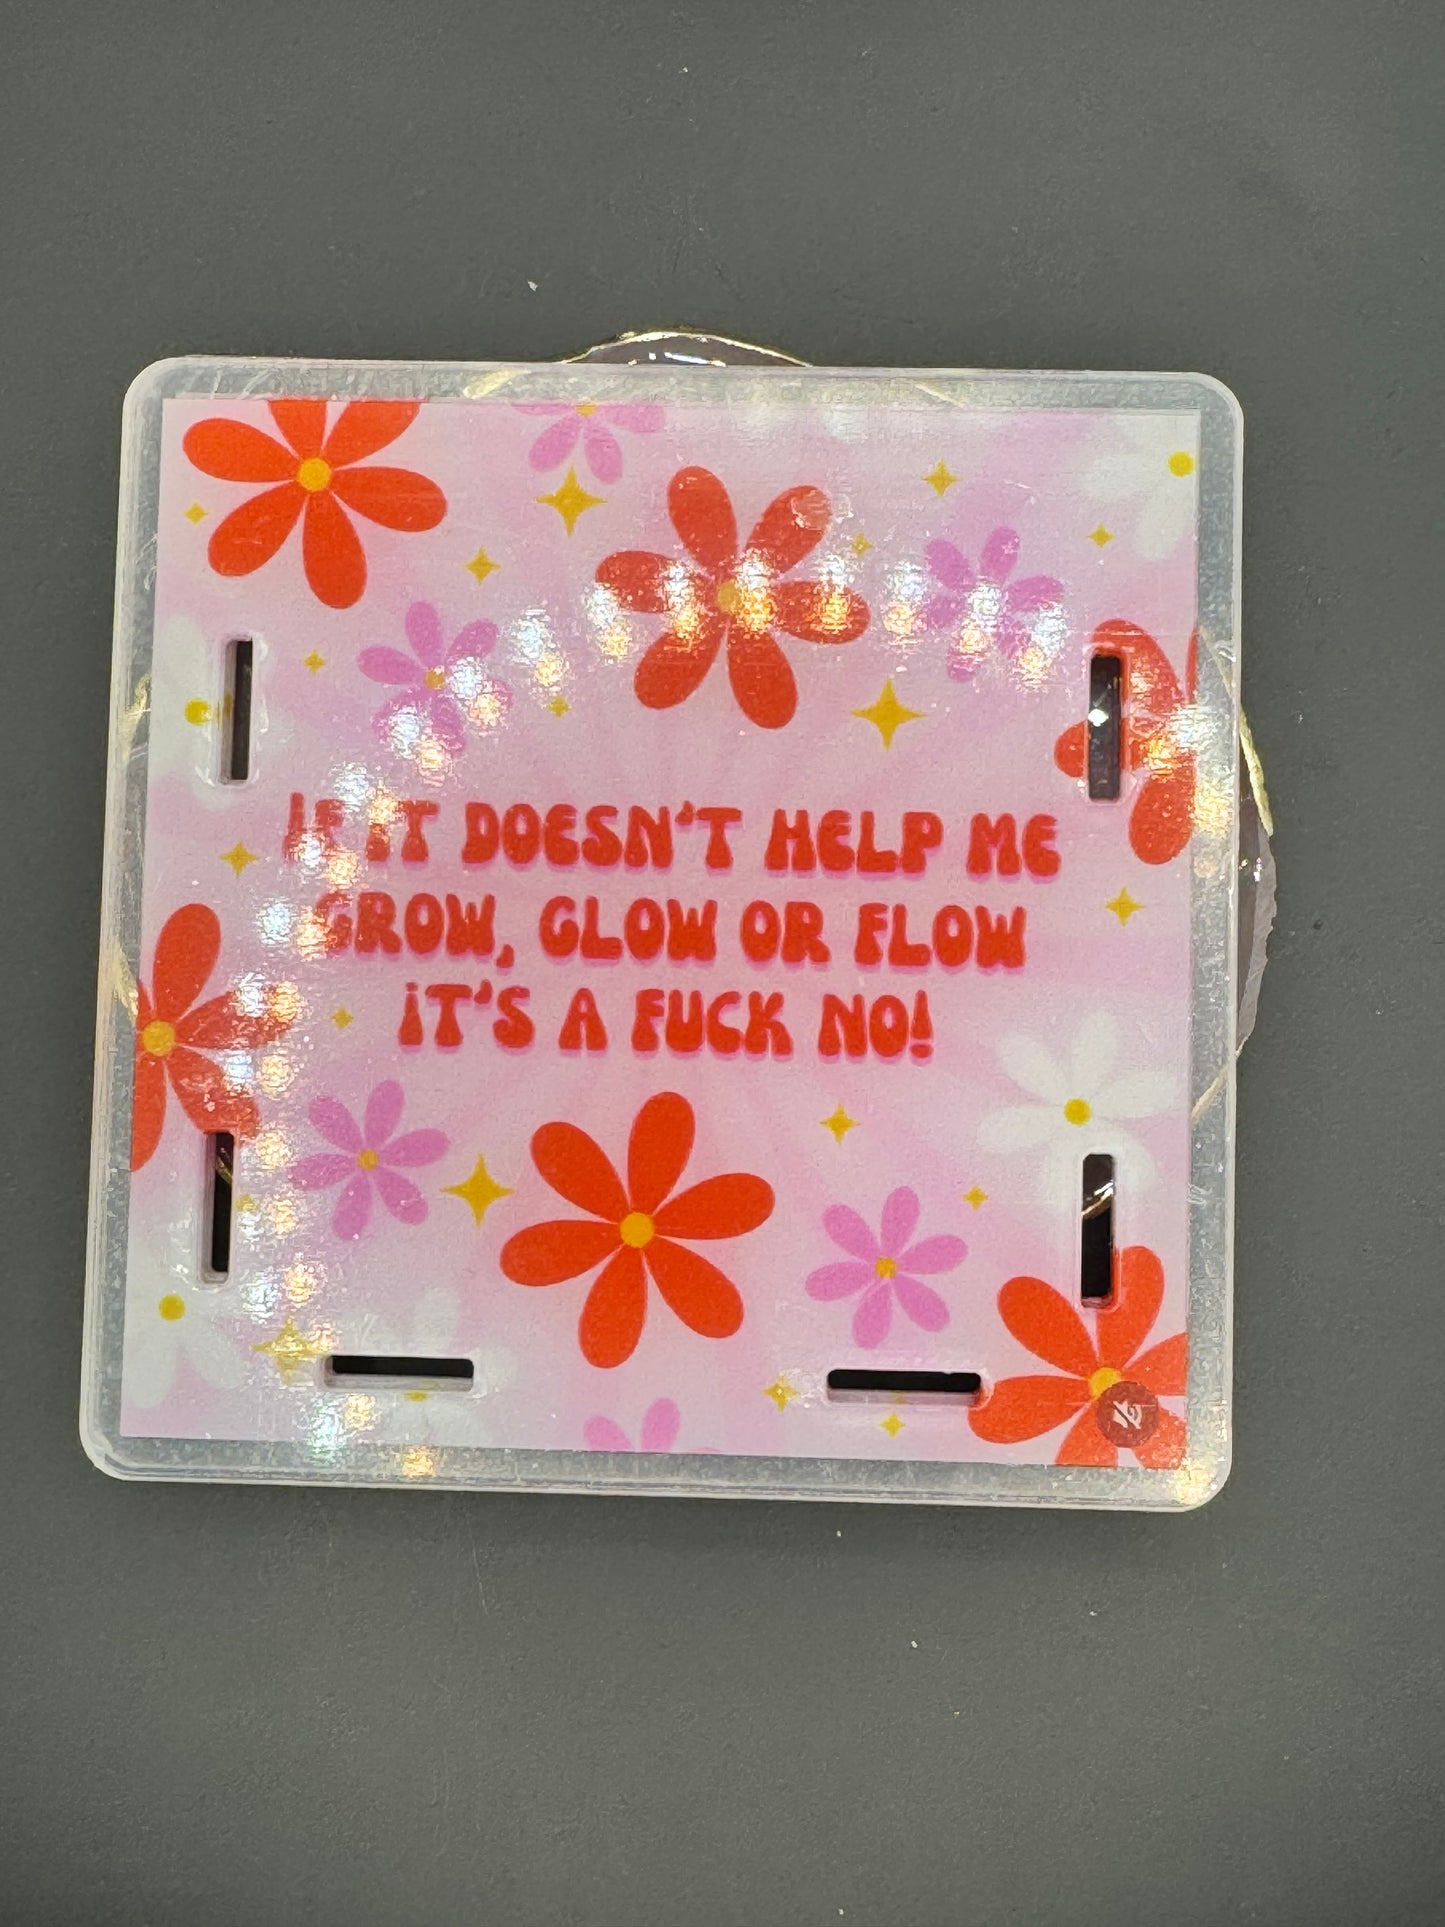 IF IT DOESN'T HELP ME
GROW, GLOW OR FLOW
IT'S A FUCK NO!